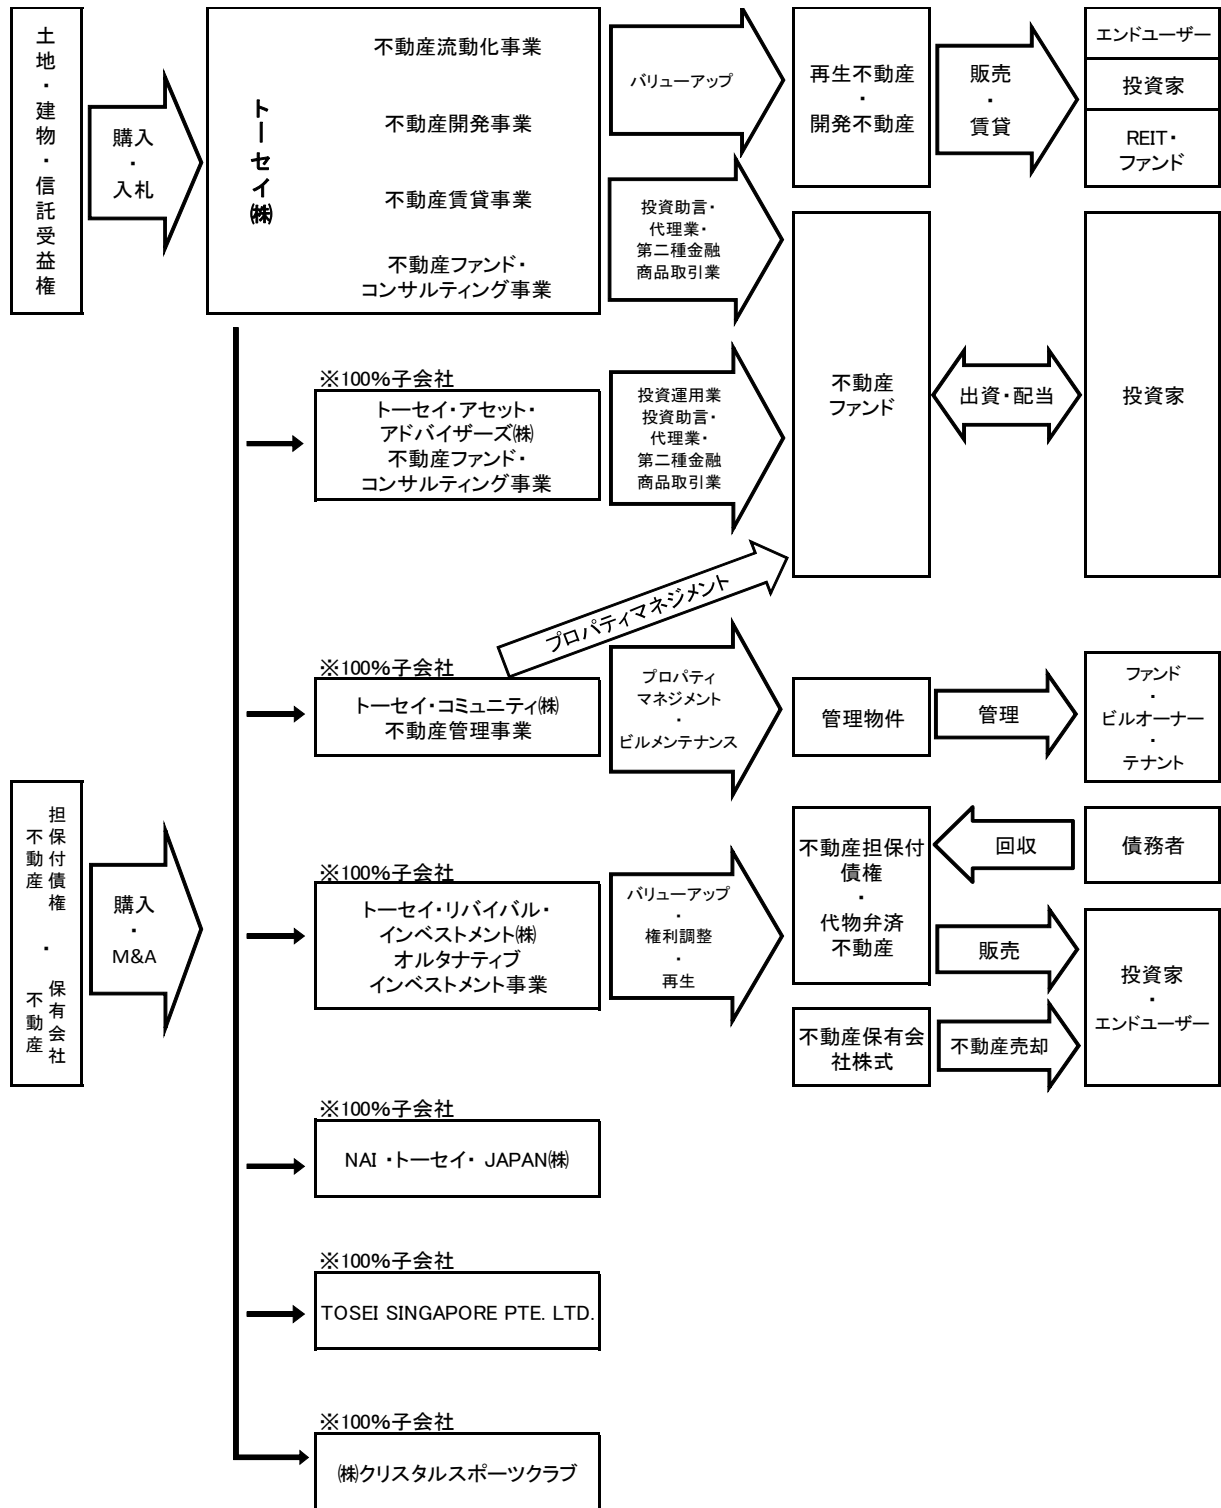 土地・建物・信託受益権
購入
・
入札
トーセイ㈱
不動産流動化事業
不動産開発事業
不動産賃貸事業
不動産ファンド・
コンサルティング事業
バリューアップ
投資助言・
代理業・
第二種金融
商品取引業
再生不動産
・
開発不動産
販売
・
賃貸
エンドユーザー
投資家
REIT・
ファンド
※100%子会社
トーセイ・アセット・
アドバイザーズ㈱
不動産ファンド・
コンサルティング事業
投資運用業
投資助言・
代理業・
第二種金融
商品取引業
不動産
ファンド
出資・配当
投資家
プロパティマネジメント
※100%子会社
トーセイ・コミュニティ㈱
不動産管理事業
プロパティ
マネジメント
・
ビルメンテナンス
管理物件
管理
ファンド
・
ビルオーナー
・
テナント
担保付債権・保有会社
不動産 不動産
購入
・
M&A
※100%子会社
トーセイ・リバイバル・
インベストメント㈱
オルタナティブ
インベストメント事業
バリューアップ
・
権利調整
・
再生
不動産担保付
債権
・
代物弁済
不動産
回収
債務者
販売
投資家
・
エンドユーザー
不動産保有会
社株式
不動産売却
※100%子会社
NAI ・トーセイ・ JAPAN㈱
※100%子会社
TOSEI SINGAPORE PTE. LTD.
※100%子会社
㈱クリスタルスポーツクラブ